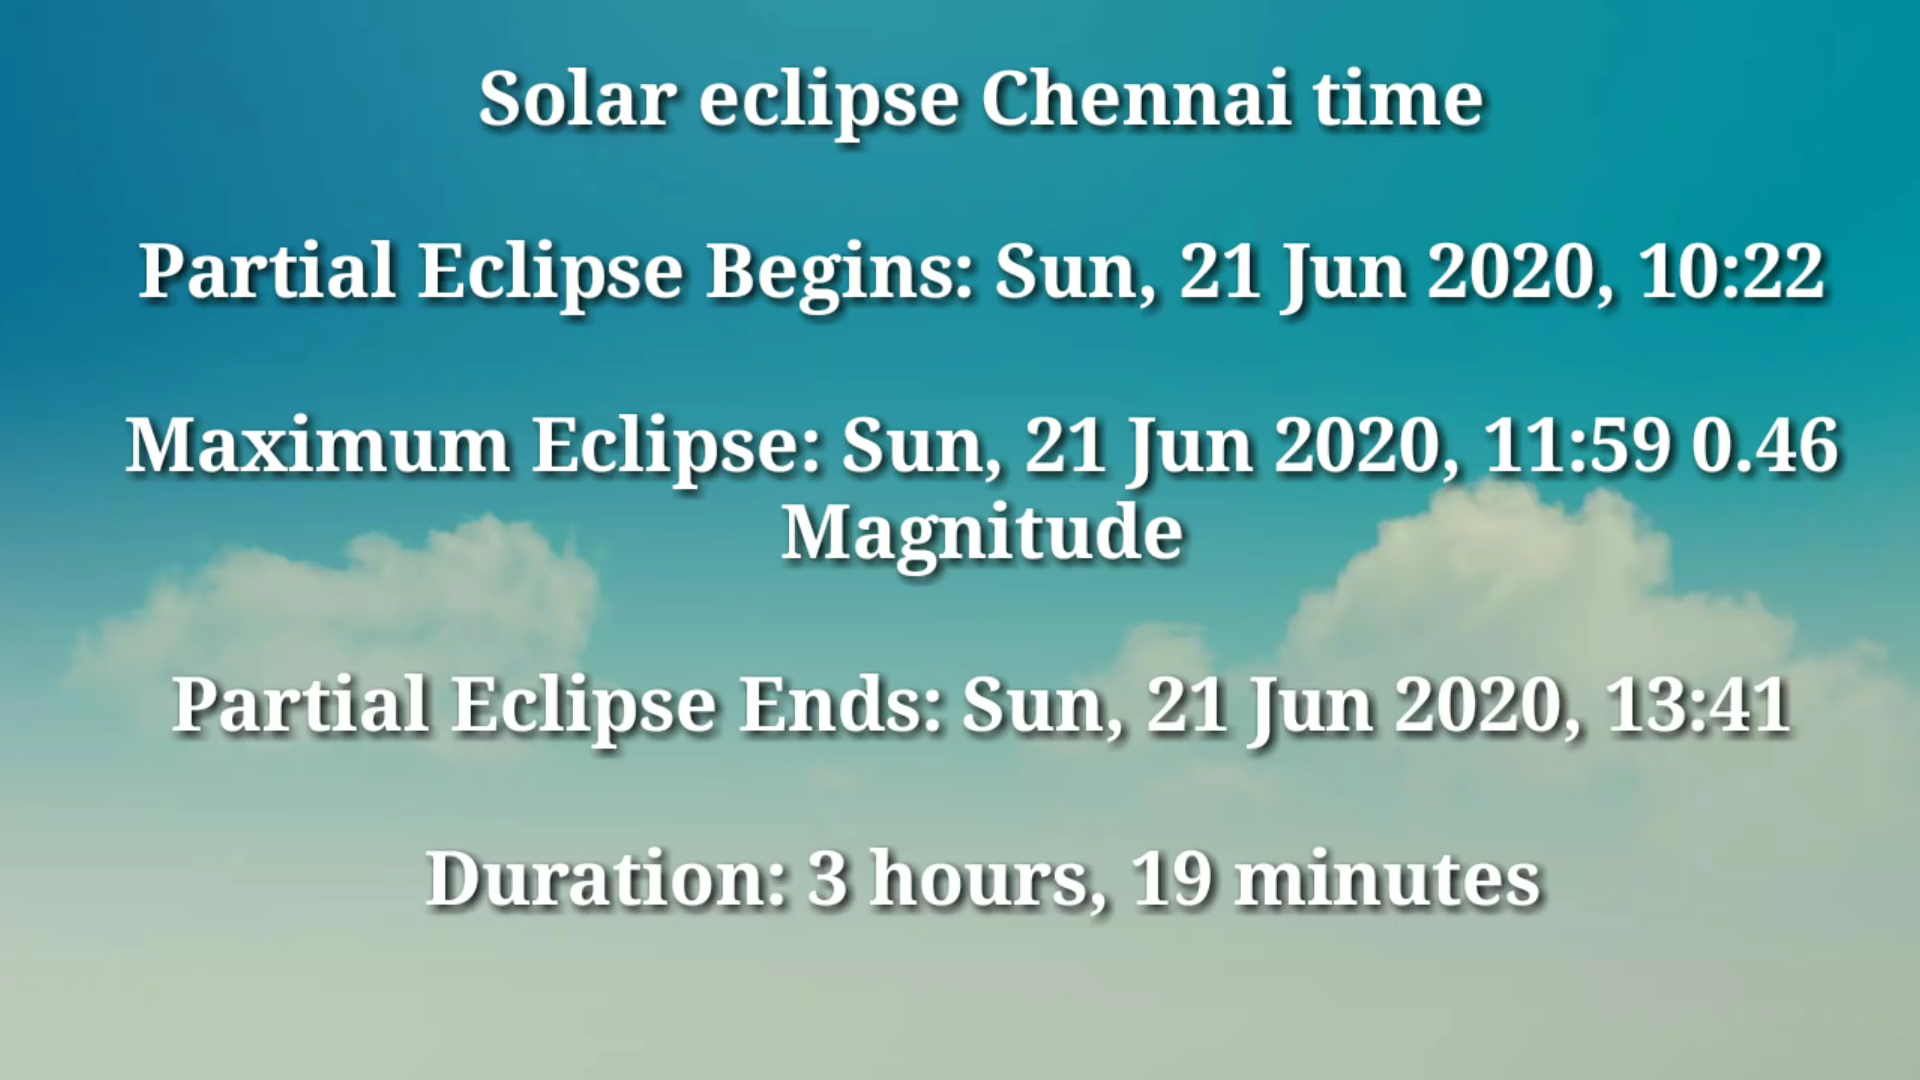 Solar eclipse Chennai time
Partial Eclipse Begins: Sun, 21 Jun 2020, 10:22
Maximum Eclipse: Sun, 21 Jun 2020, 11:59 0.46
Magnitude
Partial Eclipse Ends: Sun, 21 Jun 2020, 13:41
Duration: 3 hours, 19 minutes